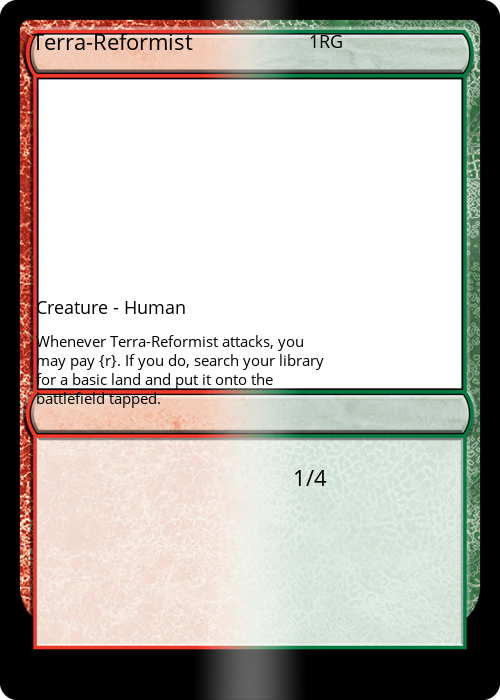 Terra-Reformist 1RG
Creature - Human
Whenever Terra-Reformist attacks, you
may pay {r}. If you do, search your library
for a basic land and put it onto the
battlefield tapped.
1/4